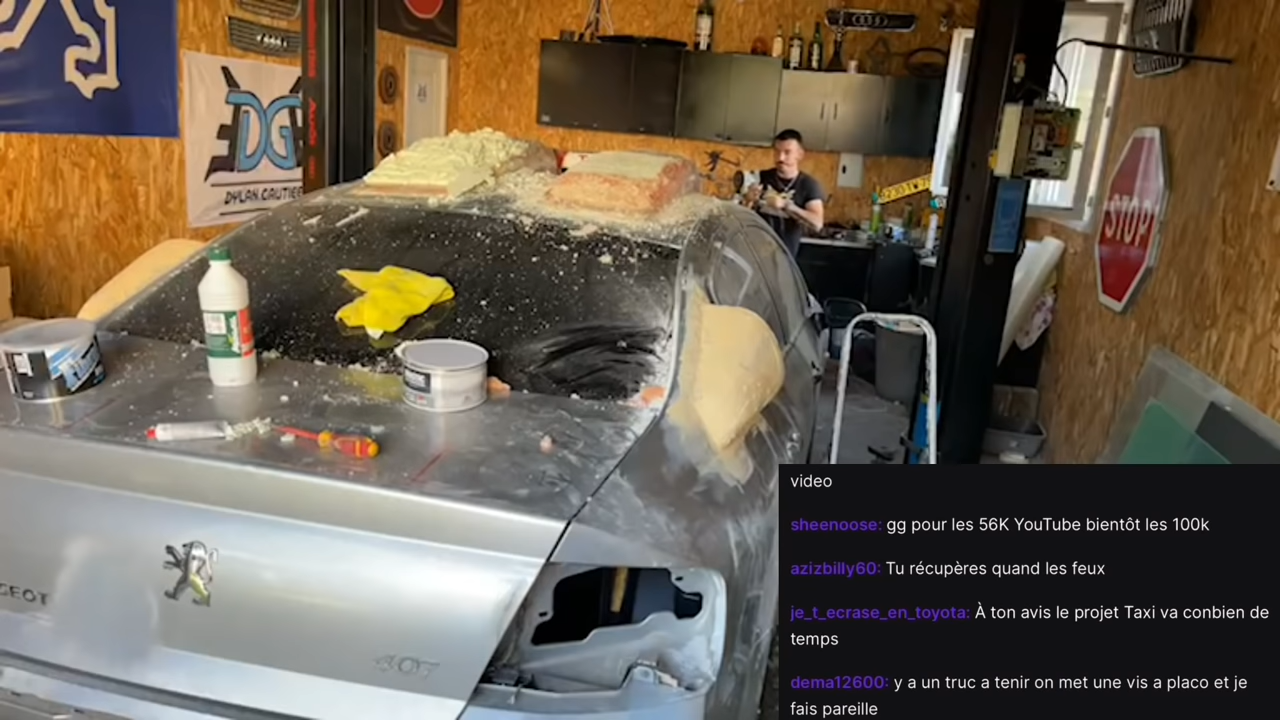 DG
DYLAN.GAUTIER
STOP
GEOT
407
video
sheenoose: gg pour les 56K YouTube bientôt les 100k
azizbilly60: Tu récupères quand les feux
je_t_ecrase_en_toyota: À ton avis le projet Taxi va conbien de
temps
dema12600: y a un truc a tenir on met une vis a placo et je
fais pareille